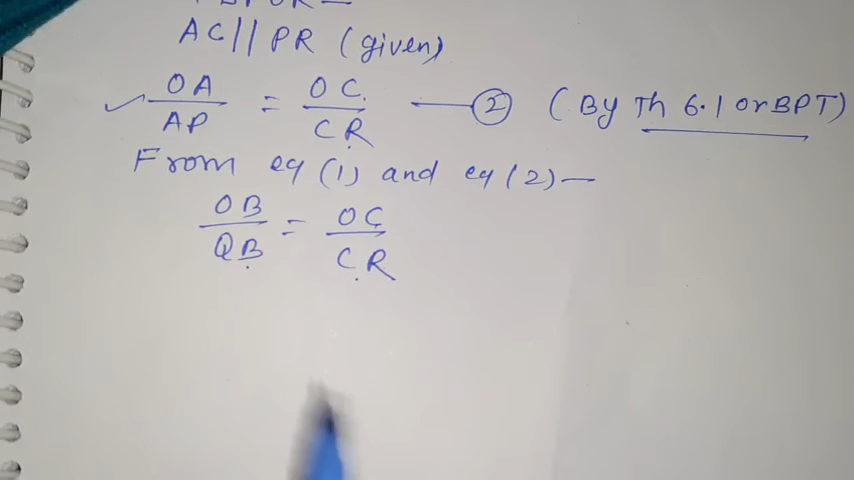 AC || PR (given)
OA / AP = OC / CR — ② (By Th 6.1 or BPT)
From eq (1) and eq (2) —
OB / QB = OC / CR